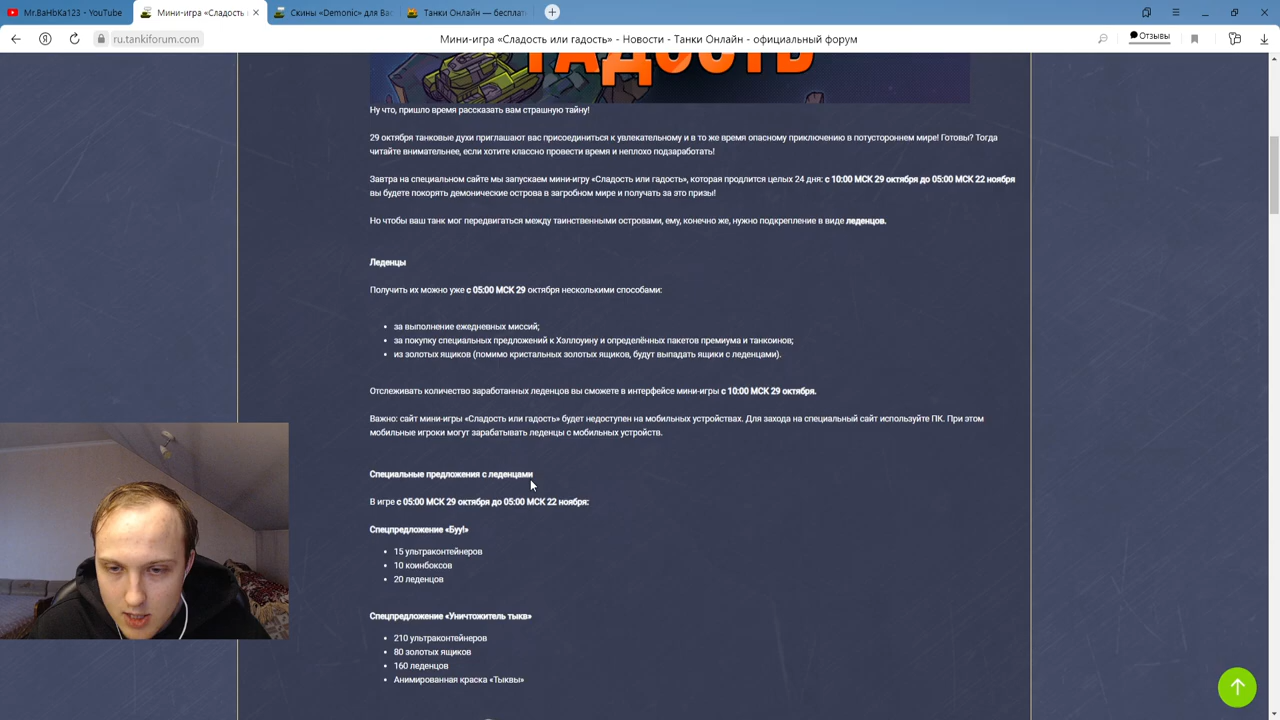 Mr.BaHbKa123 - YouTube
Мини-игра «Сладость
Скины «Demonic» для Вас
Танки Онлайн — бесплат
ru.tankiforum.com
Мини-игра «Сладость или гадость» - Новости - Танки Онлайн - официальный форум
Отзывы
ГАДОСТЬ
Ну что, пришло время рассказать вам страшную тайну!
29 октября танковые духи приглашают вас присоединиться к увлекательному и в то же время опасному приключению в потустороннем мире! Готовы? Тогда
читайте внимательнее, если хотите классно провести время и неплохо подзаработать!
Завтра на специальном сайте мы запускаем мини-игру «Сладость или гадость», которая продлится целых 24 дня: с 10:00 МСК 29 октября до 05:00 МСК 22 ноября
вы будете покорять демонические острова в загробном мире и получать за это призы!
Но чтобы ваш танк мог передвигаться между таинственными островами, ему, конечно же, нужно подкрепление в виде леденцов.
Леденцы
Получить их можно уже с 05:00 МСК 29 октября несколькими способами:
• за выполнение ежедневных миссий;
• за покупку специальных предложений к Хэллоуину и определённых пакетов премиума и танкоинов;
• из золотых ящиков (помимо кристальных золотых ящиков, будут выпадать ящики с леденцами).
Отслеживать количество заработанных леденцов вы сможете в интерфейсе мини-игры с 10:00 МСК 29 октября.
Важно: сайт мини-игры «Сладость или гадость» будет недоступен на мобильных устройствах. Для захода на специальный сайт используйте ПК. При этом
мобильные игроки могут зарабатывать леденцы с мобильных устройств.
Специальные предложения с леденцами
В игре с 05:00 МСК 29 октября до 05:00 МСК 22 ноября:
Спецпредложение «Буу!»
• 15 ультраконтейнеров
• 10 коинбоксов
• 20 леденцов
Спецпредложение «Уничтожитель тыкв»
• 210 ультраконтейнеров
• 80 золотых ящиков
• 160 леденцов
• Анимированная краска «Тыквы»